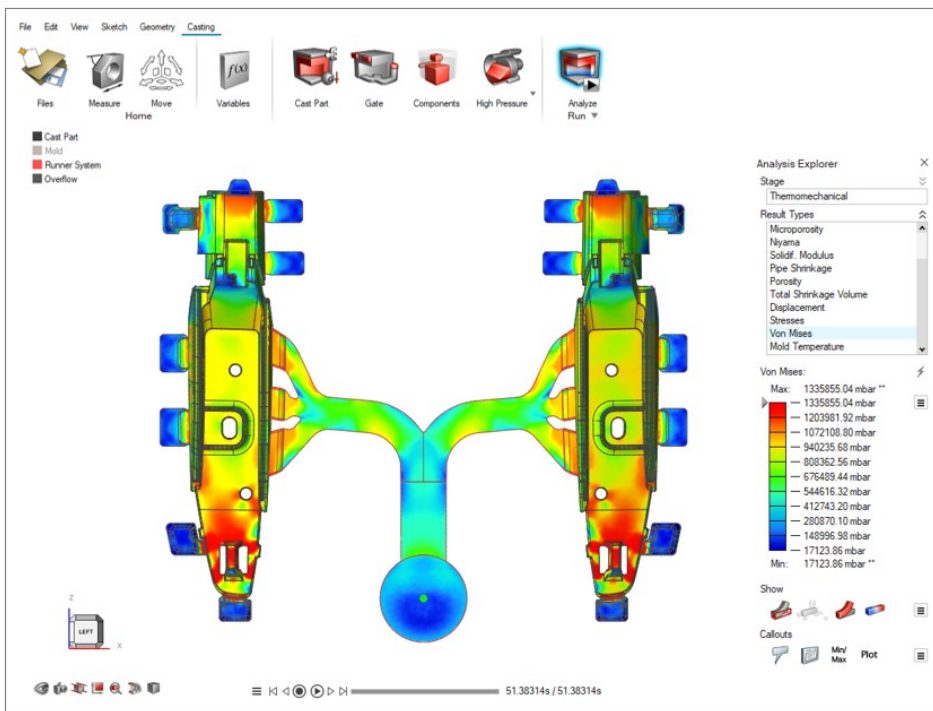 File Edit View Sketch Geometry Casting
f(x)
Files Measure Move Variables Cast Part Gate Components High Pressure Analyze
Home Run
Cast Part
Mold
Runner System
Overflow
Analysis Explorer
Stage
Thermomechanical
Result Types
Microporosity
Niyama
Solidif. Modulus
Pipe Shrinkage
Porosity
Total Shrinkage Volume
Displacement
Stresses
Von Mises
Mold Temperature
Von Mises:
Max: 1335855.04 mbar **
1335855.04 mbar
1203981.92 mbar
1072108.80 mbar
940235.68 mbar
808362.56 mbar
676489.44 mbar
544616.32 mbar
412743.20 mbar
280870.10 mbar
148996.98 mbar
17123.86 mbar
Min: 17123.86 mbar **
Show
Callouts
Min/
Max Plot
Z
LEFT
X
51.38314s / 51.38314s